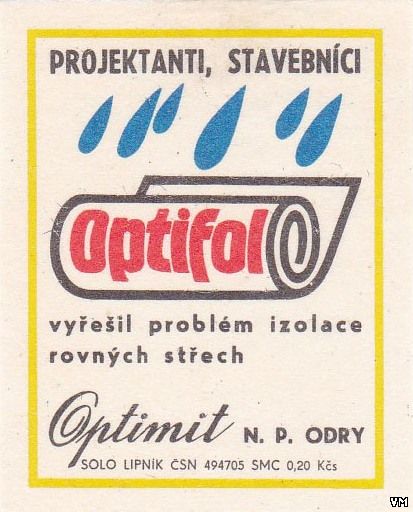 PROJEKTANTI, STAVEBNÍCI
Optifol
vyřešil problém izolace
rovných střech
Optimit N. P. ODRY
SOLO LIPNÍK ČSN 494705 SMC 0,20 Kčs
VM